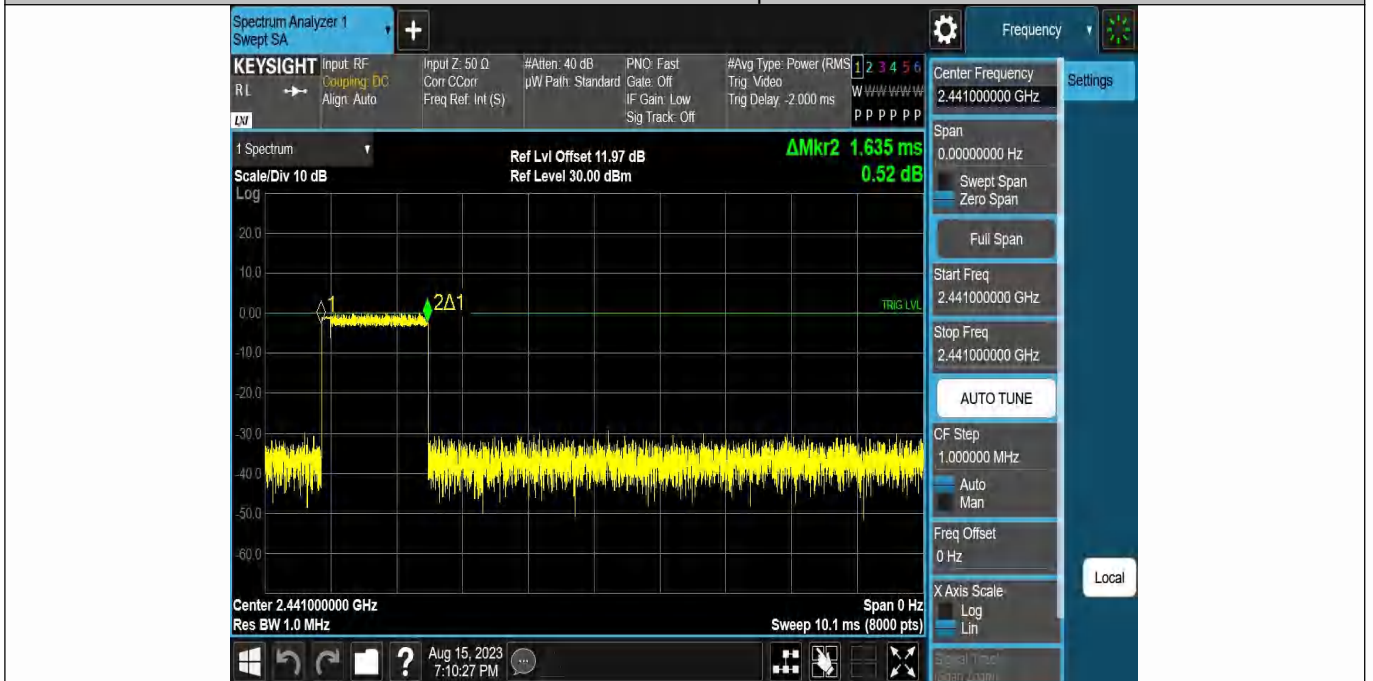 Spectrum Analyzer 1
Swept SA
+
Frequency
KEYSIGHT
RL
LXI
Input: RF
Coupling: DC
Align: Auto
Input Z: 50 Ω
Corr CCorr
Freq Ref: Int (S)
#Atten: 40 dB
µW Path: Standard
PNO: Fast
Gate: Off
IF Gain: Low
Sig Track: Off
#Avg Type: Power (RMS
Trig: Video
Trig Delay: -2.000 ms
1 2 3 4 5 6
W W W W W W
P P P P P P
Center Frequency
2.441000000 GHz
Settings
Span
0.00000000 Hz
Swept Span
Zero Span
Full Span
Start Freq
2.441000000 GHz
Stop Freq
2.441000000 GHz
AUTO TUNE
CF Step
1.000000 MHz
Auto
Man
Freq Offset
0 Hz
X Axis Scale
Log
Lin
Signal Track
(Span Zoom)
Local
1 Spectrum
Scale/Div 10 dB
Log
Ref Lvl Offset 11.97 dB
Ref Level 30.00 dBm
ΔMkr2 1.635 ms
0.52 dB
20.0
10.0
0.00
-10.0
-20.0
-30.0
-40.0
-50.0
-60.0
1
2Δ1
TRIG LVL
Center 2.441000000 GHz
Res BW 1.0 MHz
Span 0 Hz
Sweep 10.1 ms (8000 pts)
?
Aug 15, 2023
7:10:27 PM